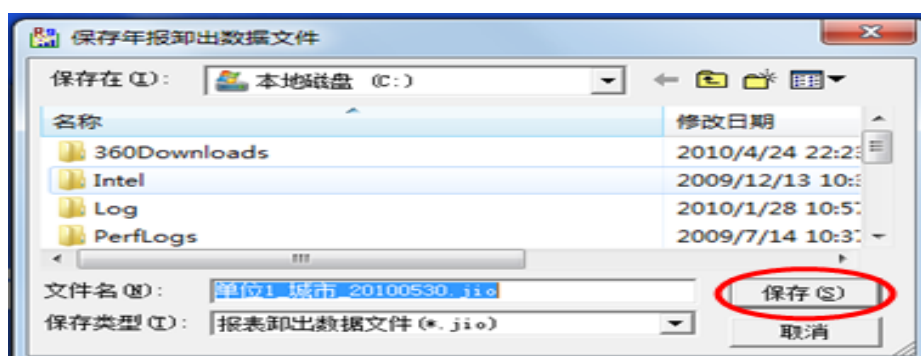 保存年报卸出数据文件
保存在(I): 本地磁盘 (C:)
名称 修改日期
360Downloads 2010/4/24 22:2
Intel 2009/12/13 10:
Log 2010/1/28 10:5
PerfLogs 2009/7/14 10:3
文件名(N): 单位1_城市_20100530.jio 保存(S)
保存类型(T): 报表卸出数据文件(*.jio) 取消